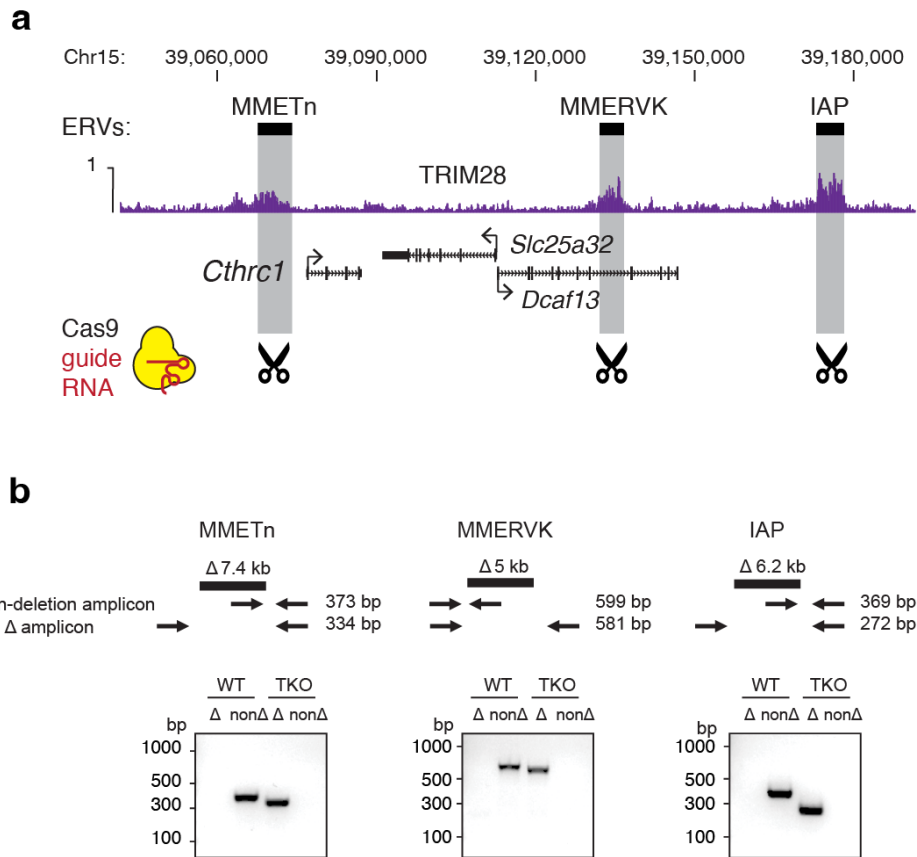 a
Chr15: 39,060,000 39,090,000 39,120,000 39,150,000 39,180,000
MMETn MMERVK IAP
ERVs:
1
TRIM28
Slc25a32
Cthrc1
Dcaf13
Cas9
guide
RNA
b
MMETn MMERVK IAP
Δ 7.4 kb Δ 5 kb Δ 6.2 kb
n-deletion amplicon 373 bp 599 bp 369 bp
Δ amplicon 334 bp 581 bp 272 bp
WT TKO WT TKO WT TKO
Δ nonΔ Δ nonΔ Δ nonΔ Δ nonΔ Δ nonΔ Δ nonΔ
bp bp bp
1000 1000 1000
500 500 500
300 300 300
100 100 100